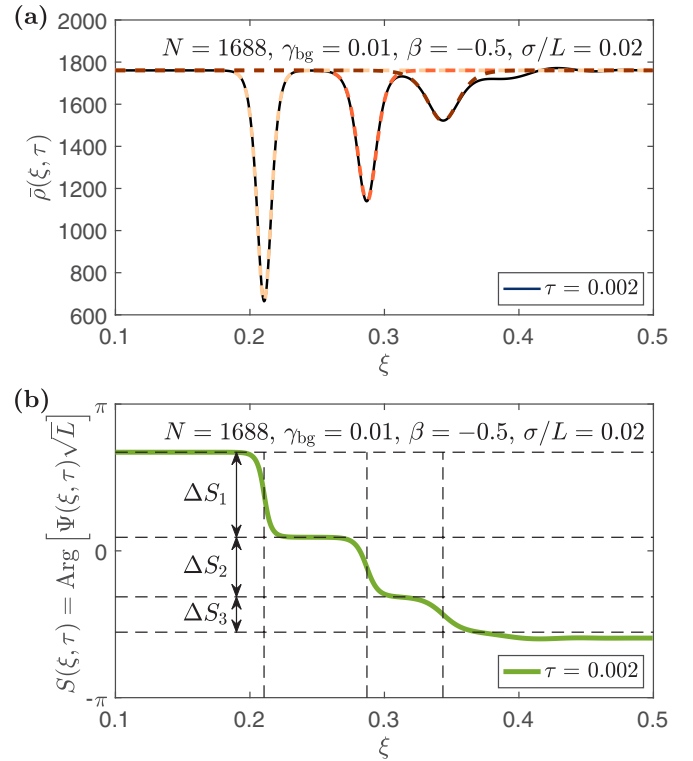 (a)
2000
1800
1600
1400
1200
1000
800
600
ρ̄(ξ, τ)
N = 1688, γ_bg = 0.01, β = −0.5, σ/L = 0.02
τ = 0.002
0.1 0.2 0.3 0.4 0.5
ξ
(b)
π
0
-π
S(ξ, τ) = Arg [Ψ(ξ, τ)√L]
N = 1688, γ_bg = 0.01, β = −0.5, σ/L = 0.02
ΔS₁
ΔS₂
ΔS₃
τ = 0.002
0.1 0.2 0.3 0.4 0.5
ξ